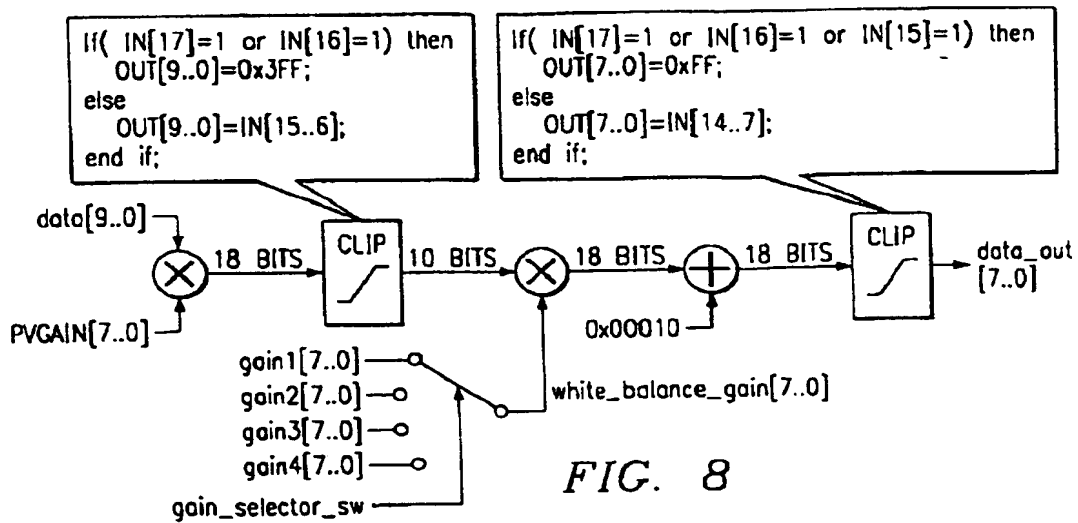 If( IN[17]=1 or IN[16]=1) then
OUT[9..0]=0x3FF;
else
OUT[9..0]=IN[15..6];
end if;
If( IN[17]=1 or IN[16]=1 or IN[15]=1) then
OUT[7..0]=0xFF;
else
OUT[7..0]=IN[14..7];
end if;
data[9..0]
PVGAIN[7..0]
18 BITS
CLIP
10 BITS
18 BITS
0x00010
18 BITS
CLIP
data_out
[7..0]
gain1[7..0]
gain2[7..0]
gain3[7..0]
gain4[7..0]
gain_selector_sw
white_balance_gain[7..0]
FIG. 8